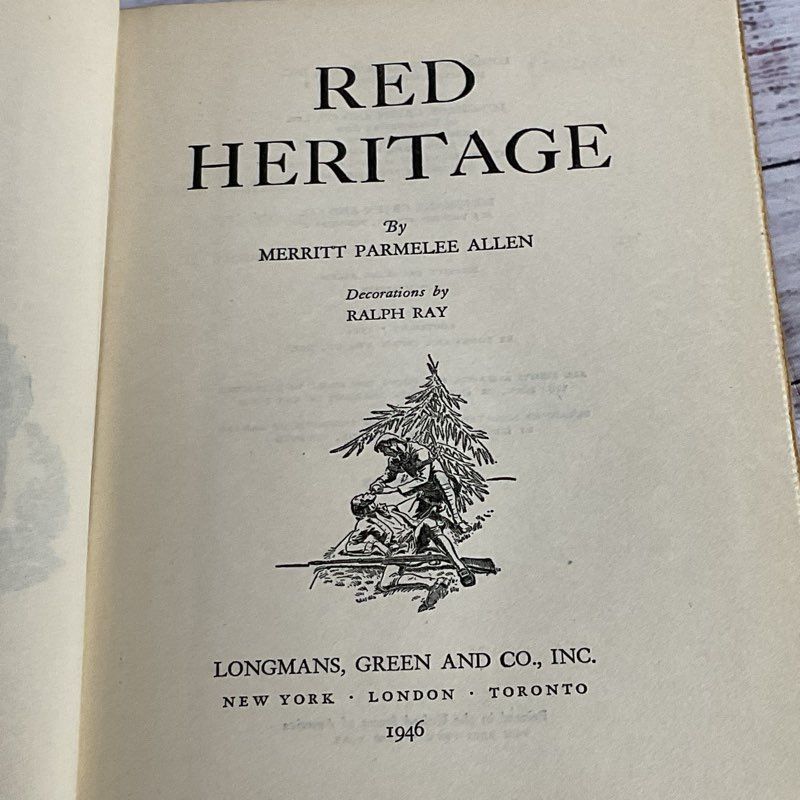 RED
HERITAGE
By
MERRITT PARMELEE ALLEN
Decorations by
RALPH RAY
LONGMANS, GREEN AND CO., INC.
NEW YORK · LONDON · TORONTO
1946